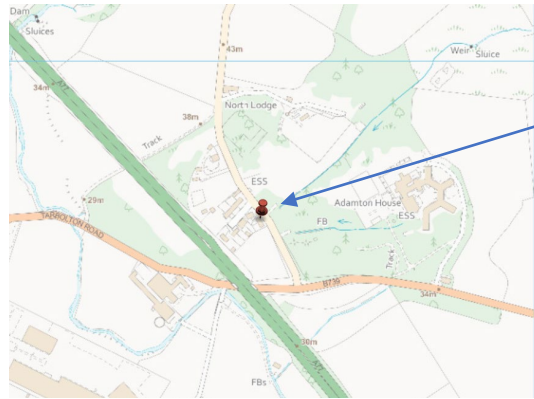 Dam
Sluices
43m
Weir
Sluice
34m
A77
North Lodge
38m
Track
ESS
29m
Adamton House
ESS
TARBOLTON ROAD
FB
Track
B739
34m
30m
A77
FBs